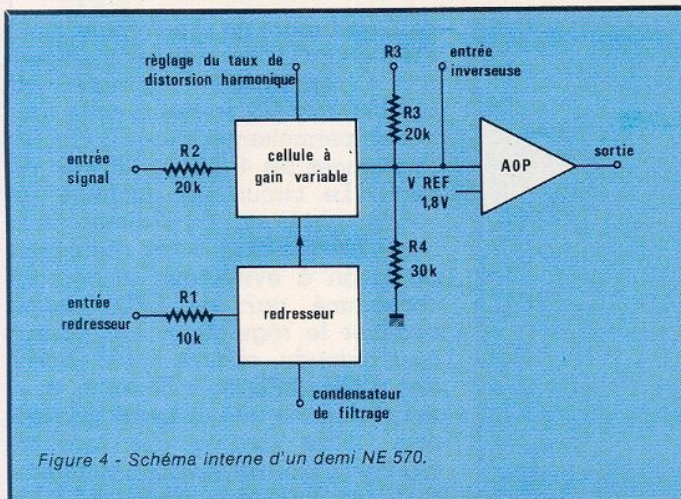 règlage du taux de
distorsion harmonique
R3
entrée
inverseuse
R3
20k
entrée
signal
R2
20k
cellule à
gain variable
V REF
1,8V
AOP
sortie
R4
30k
entrée
redresseur
R1
10k
redresseur
condensateur
de filtrage
Figure 4 - Schéma interne d'un demi NE 570.